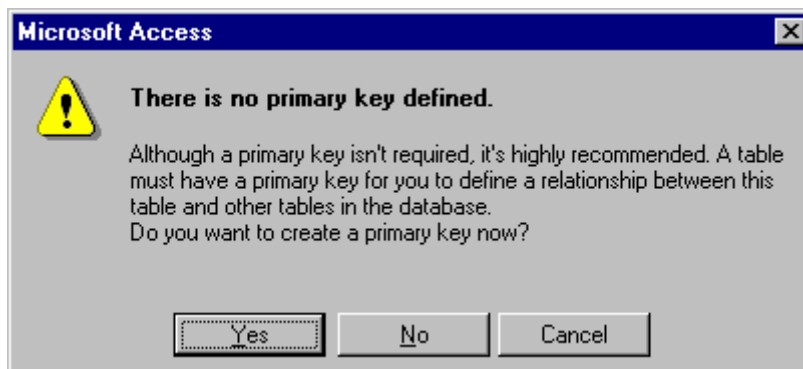 Microsoft Access
There is no primary key defined.
Although a primary key isn't required, it's highly recommended. A table
must have a primary key for you to define a relationship between this
table and other tables in the database.
Do you want to create a primary key now?
Yes No Cancel